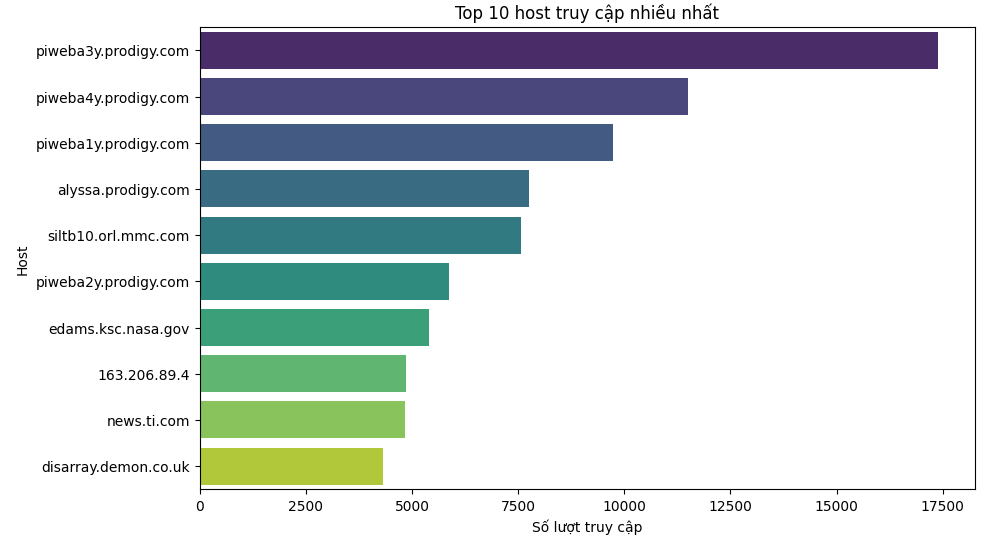 Top 10 host truy cập nhiều nhất
piweba3y.prodigy.com
piweba4y.prodigy.com
piweba1y.prodigy.com
alyssa.prodigy.com
siltb10.orl.mmc.com
piweba2y.prodigy.com
edams.ksc.nasa.gov
163.206.89.4
news.ti.com
disarray.demon.co.uk
Host
0 2500 5000 7500 10000 12500 15000 17500
Số lượt truy cập